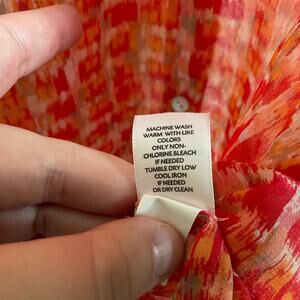 MACHINE WASH
WARM WITH LIKE
COLORS
ONLY NON-
CHLORINE BLEACH
IF NEEDED
TUMBLE DRY LOW
COOL IRON
IF NEEDED
OR DRY CLEAN